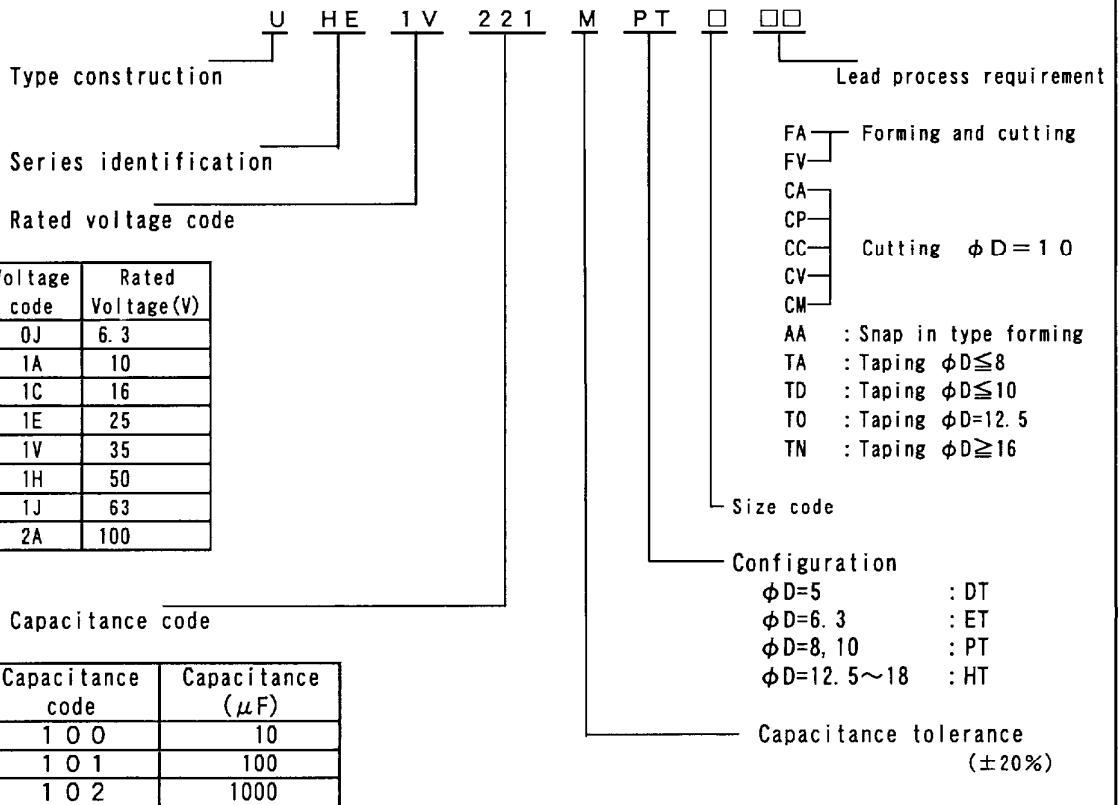 U HE 1V 221 M PT □ □□
Type construction
Lead process requirement
Series identification
FA Forming and cutting
FV
Rated voltage code
CA
CP
CC Cutting φD=10
CV
CM
AA : Snap in type forming
TA : Taping φD≦8
TD : Taping φD≦10
TO : Taping φD=12.5
TN : Taping φD≧16
Voltage code Rated Voltage(V)
0J 6.3
1A 10
1C 16
1E 25
1V 35
1H 50
1J 63
2A 100
Size code
Configuration
φD=5 : DT
φD=6.3 : ET
φD=8,10 : PT
φD=12.5~18 : HT
Capacitance code
Capacitance code Capacitance (μF)
100 10
101 100
102 1000
Capacitance tolerance
(±20%)